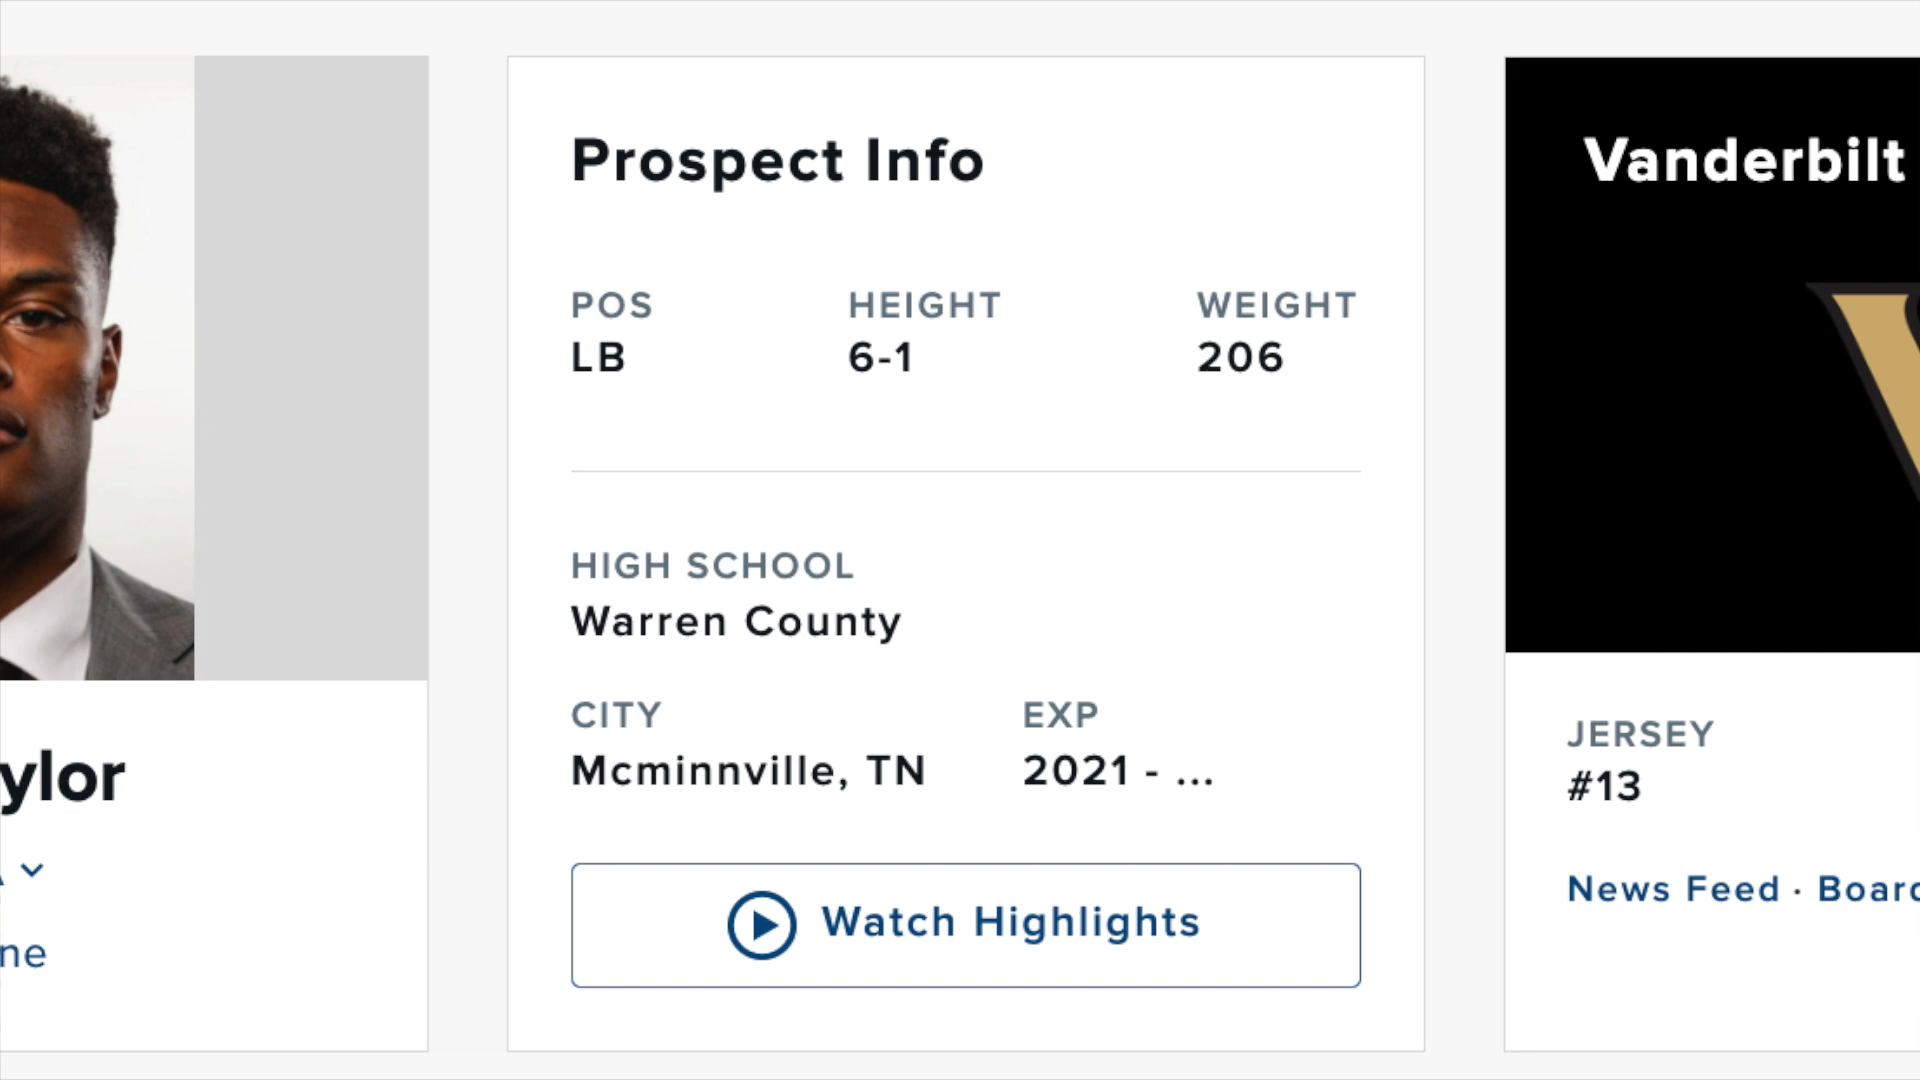 ylor
ne
Prospect Info
POS HEIGHT WEIGHT
LB 6-1 206
HIGH SCHOOL
Warren County
CITY EXP
Mcminnville, TN 2021 - ...
Watch Highlights
Vanderbilt
JERSEY
#13
News Feed · Board